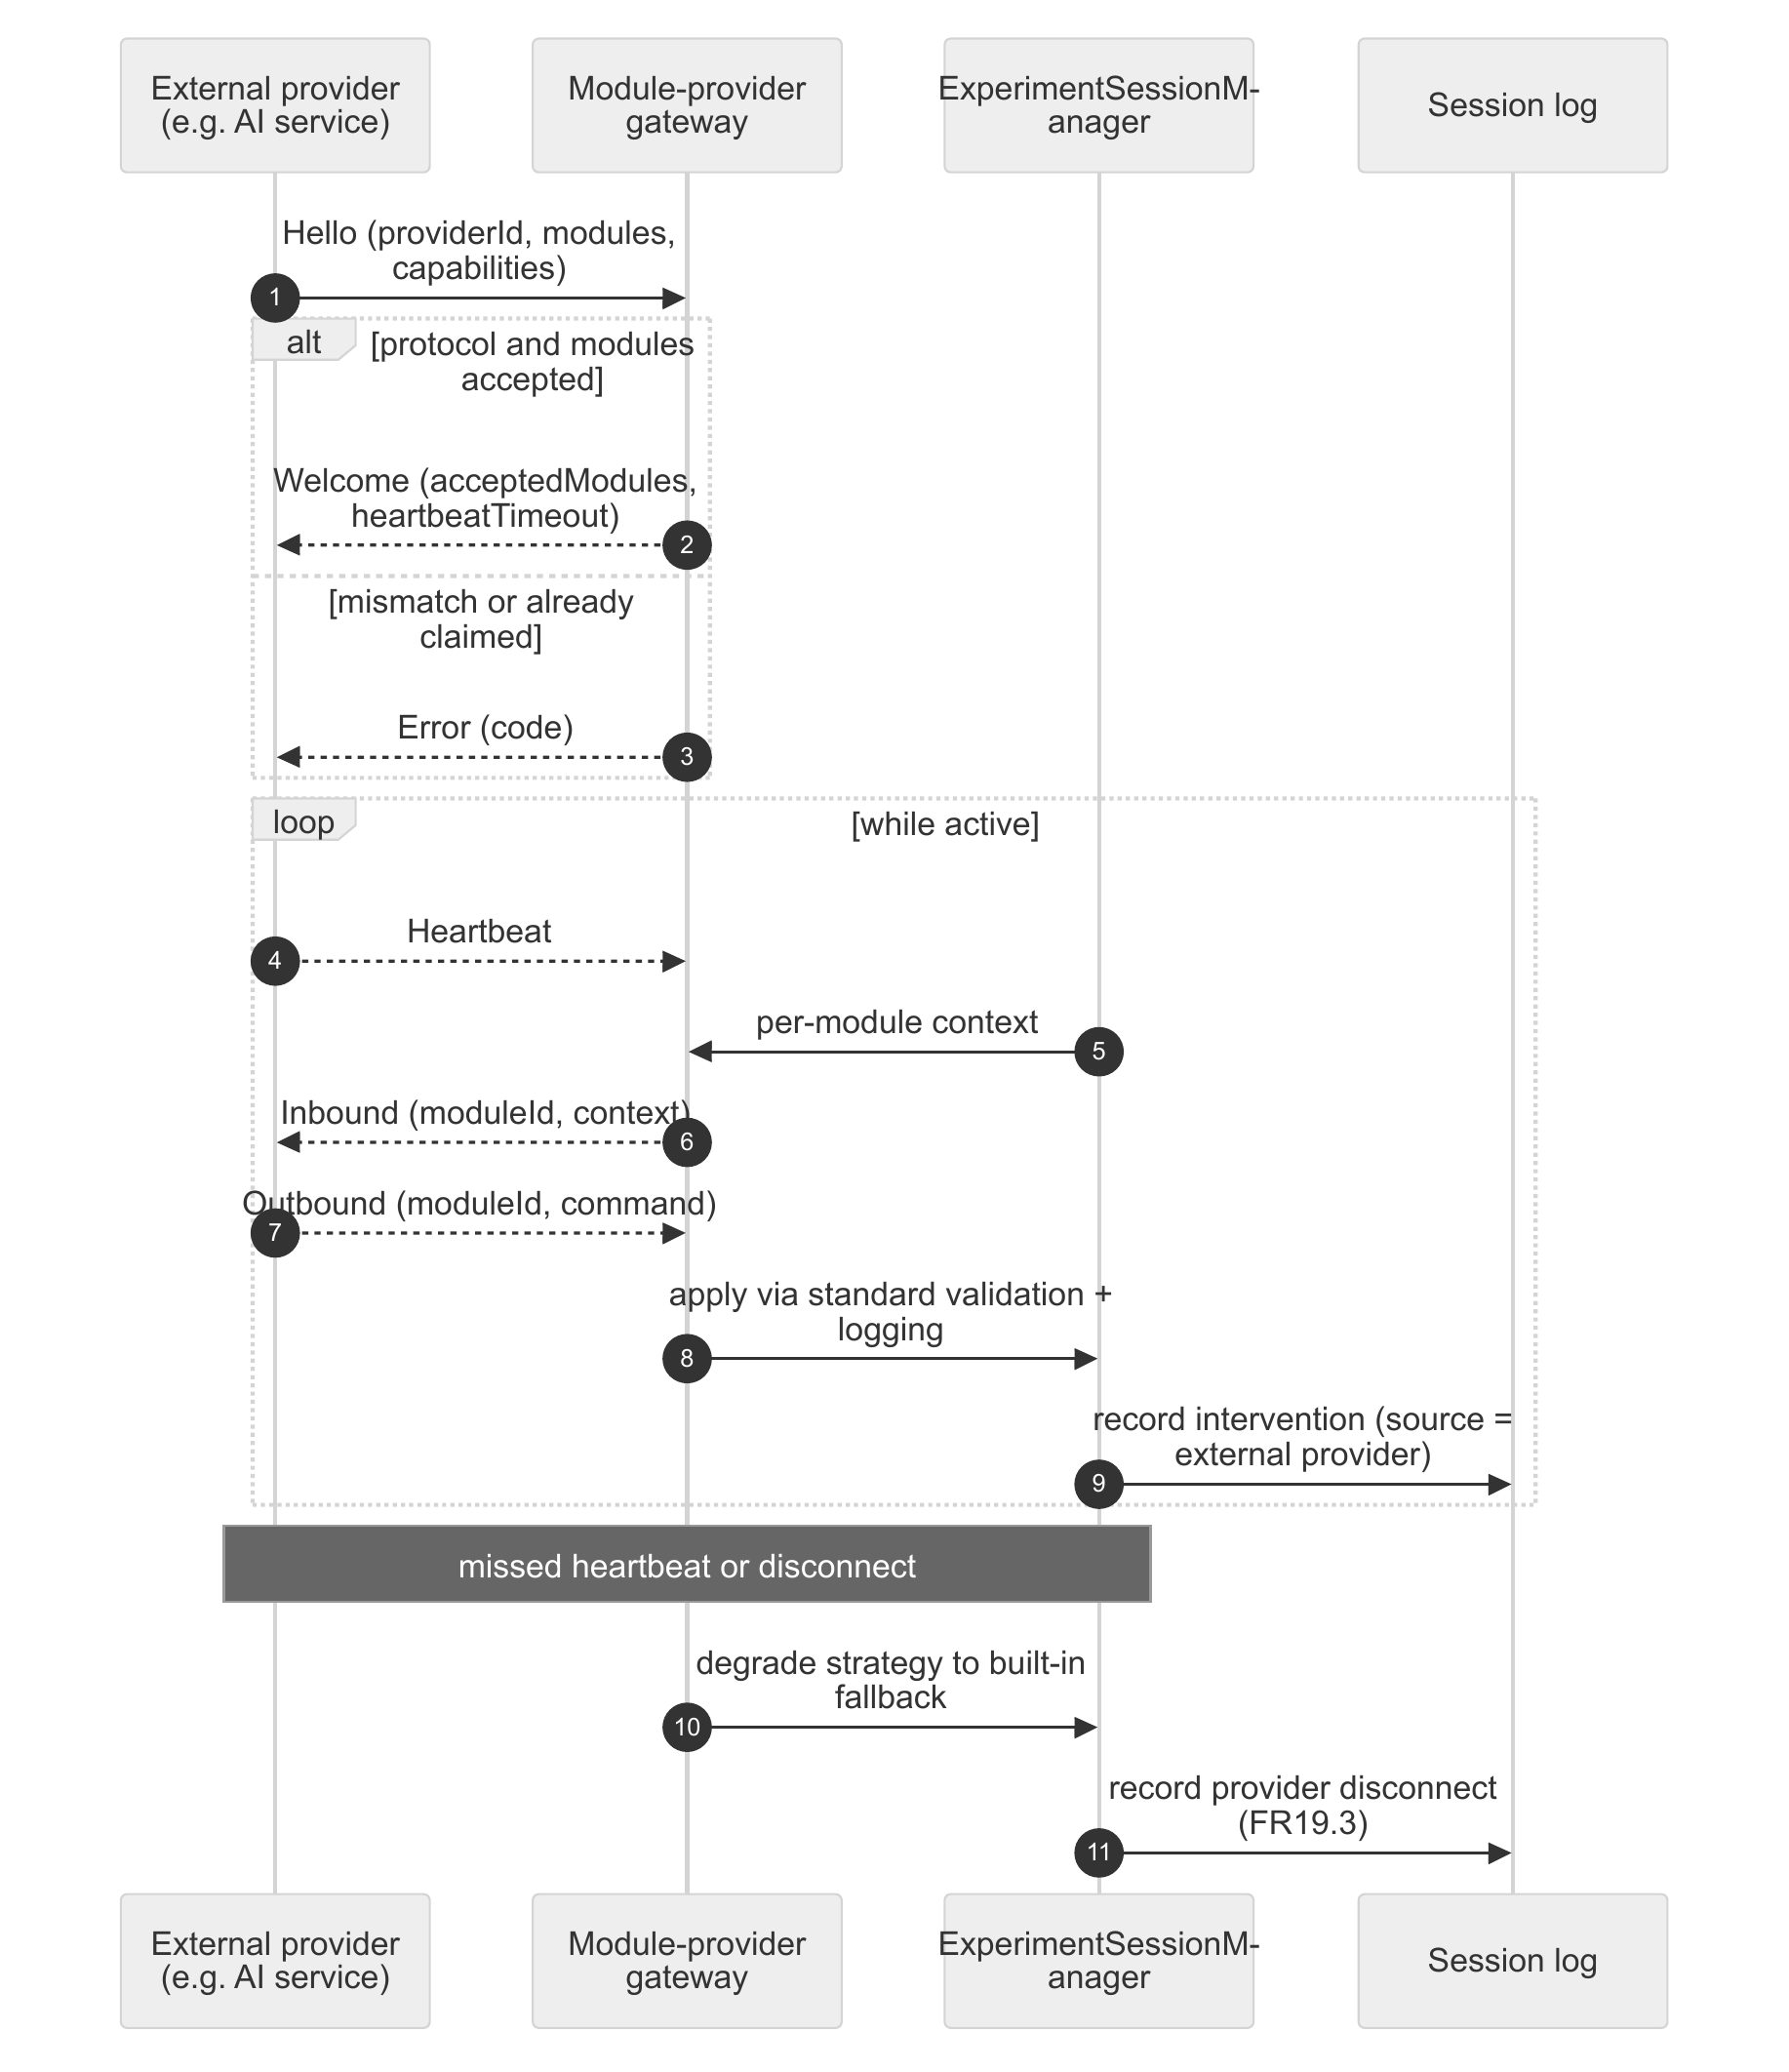 External provider
(e.g. AI service)
Module-provider
gateway
ExperimentSessionM-
anager
Session log
Hello (providerId, modules,
capabilities)
1
alt
[protocol and modules
accepted]
Welcome (acceptedModules,
heartbeatTimeout)
2
[mismatch or already
claimed]
Error (code)
3
loop
[while active]
Heartbeat
4
per-module context
5
Inbound (moduleId, context)
6
Outbound (moduleId, command)
7
apply via standard validation +
logging
8
record intervention (source =
external provider)
9
missed heartbeat or disconnect
degrade strategy to built-in
fallback
10
record provider disconnect
(FR19.3)
11
External provider
(e.g. AI service)
Module-provider
gateway
ExperimentSessionM-
anager
Session log